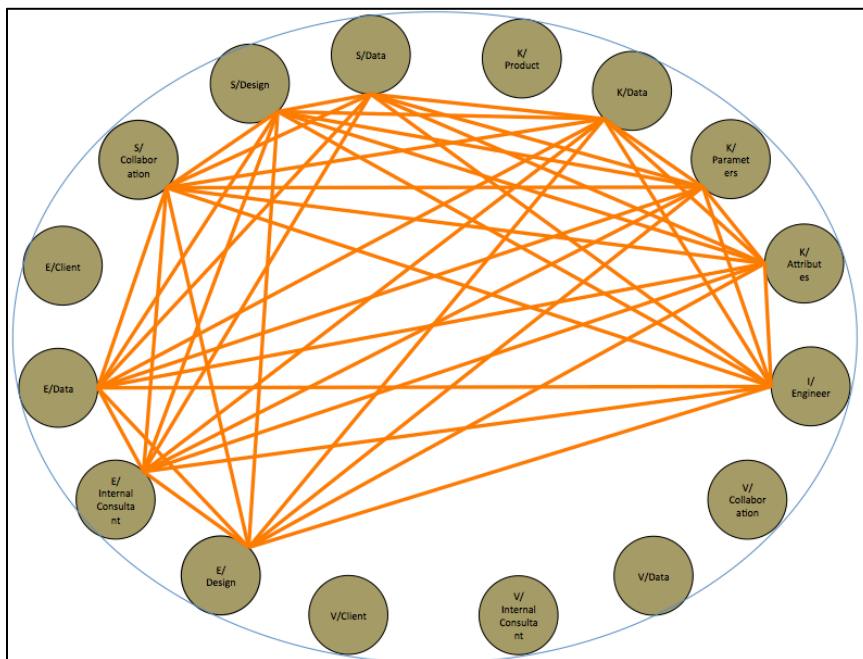 S/Data
K/
Product
S/Design
K/Data
S/
Collabor
ation
K/
Paramet
ers
E/Client
K/
Attribut
es
E/Data
I/
Engineer
E/
Internal
Consulta
nt
V/
Collabor
ation
E/
Design
V/Data
V/Client
V/
Internal
Consulta
nt